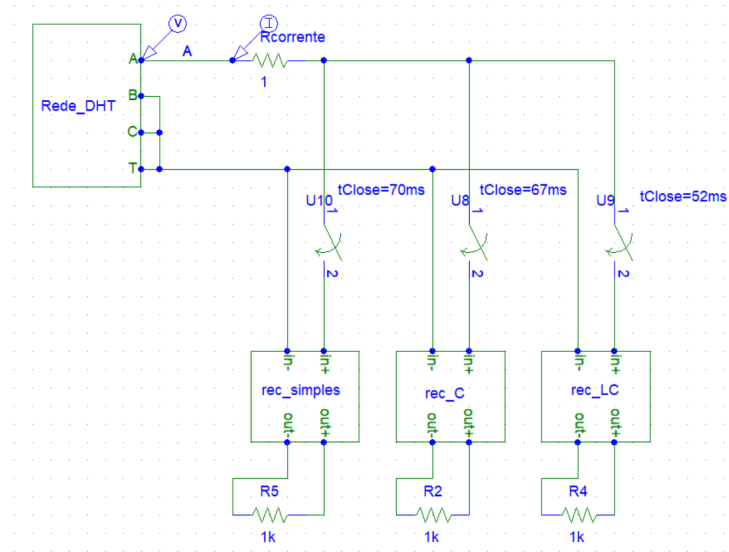 V
I
A
A
Rcorrente
1
Rede_DHT
B
C
T
tClose=70ms
tClose=67ms
tClose=52ms
U10
1
U8
1
U9
1
2
2
2
in-
in+
in-
in+
in-
in+
rec_simples
rec_C
rec_LC
out-
out+
out-
out+
out-
out+
R5
R2
R4
1k
1k
1k